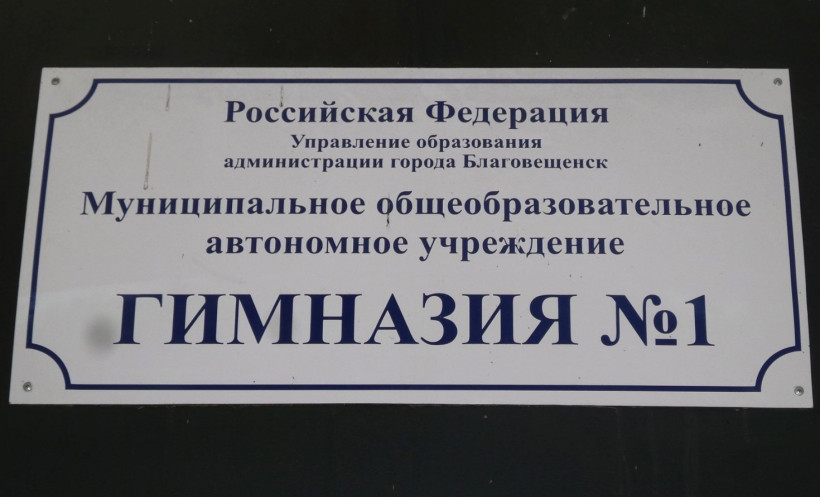 Российская Федерация
Управление образования
администрации города Благовещенск
Муниципальное общеобразовательное
автономное учреждение
ГИМНАЗИЯ №1